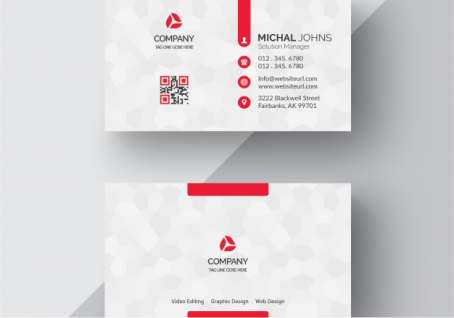 COMPANY
TAG LINE GOES HERE
MICHAL JOHNS
Solution Manager
012 . 345. 6780
012 . 345. 6780
info@websiteurl.com
www.websiteurl.com
3222 Blackwell Street
Fairbanks, AK 99701
COMPANY
TAG LINE GOES HERE
Video Editing . Graphic Design . Web Design